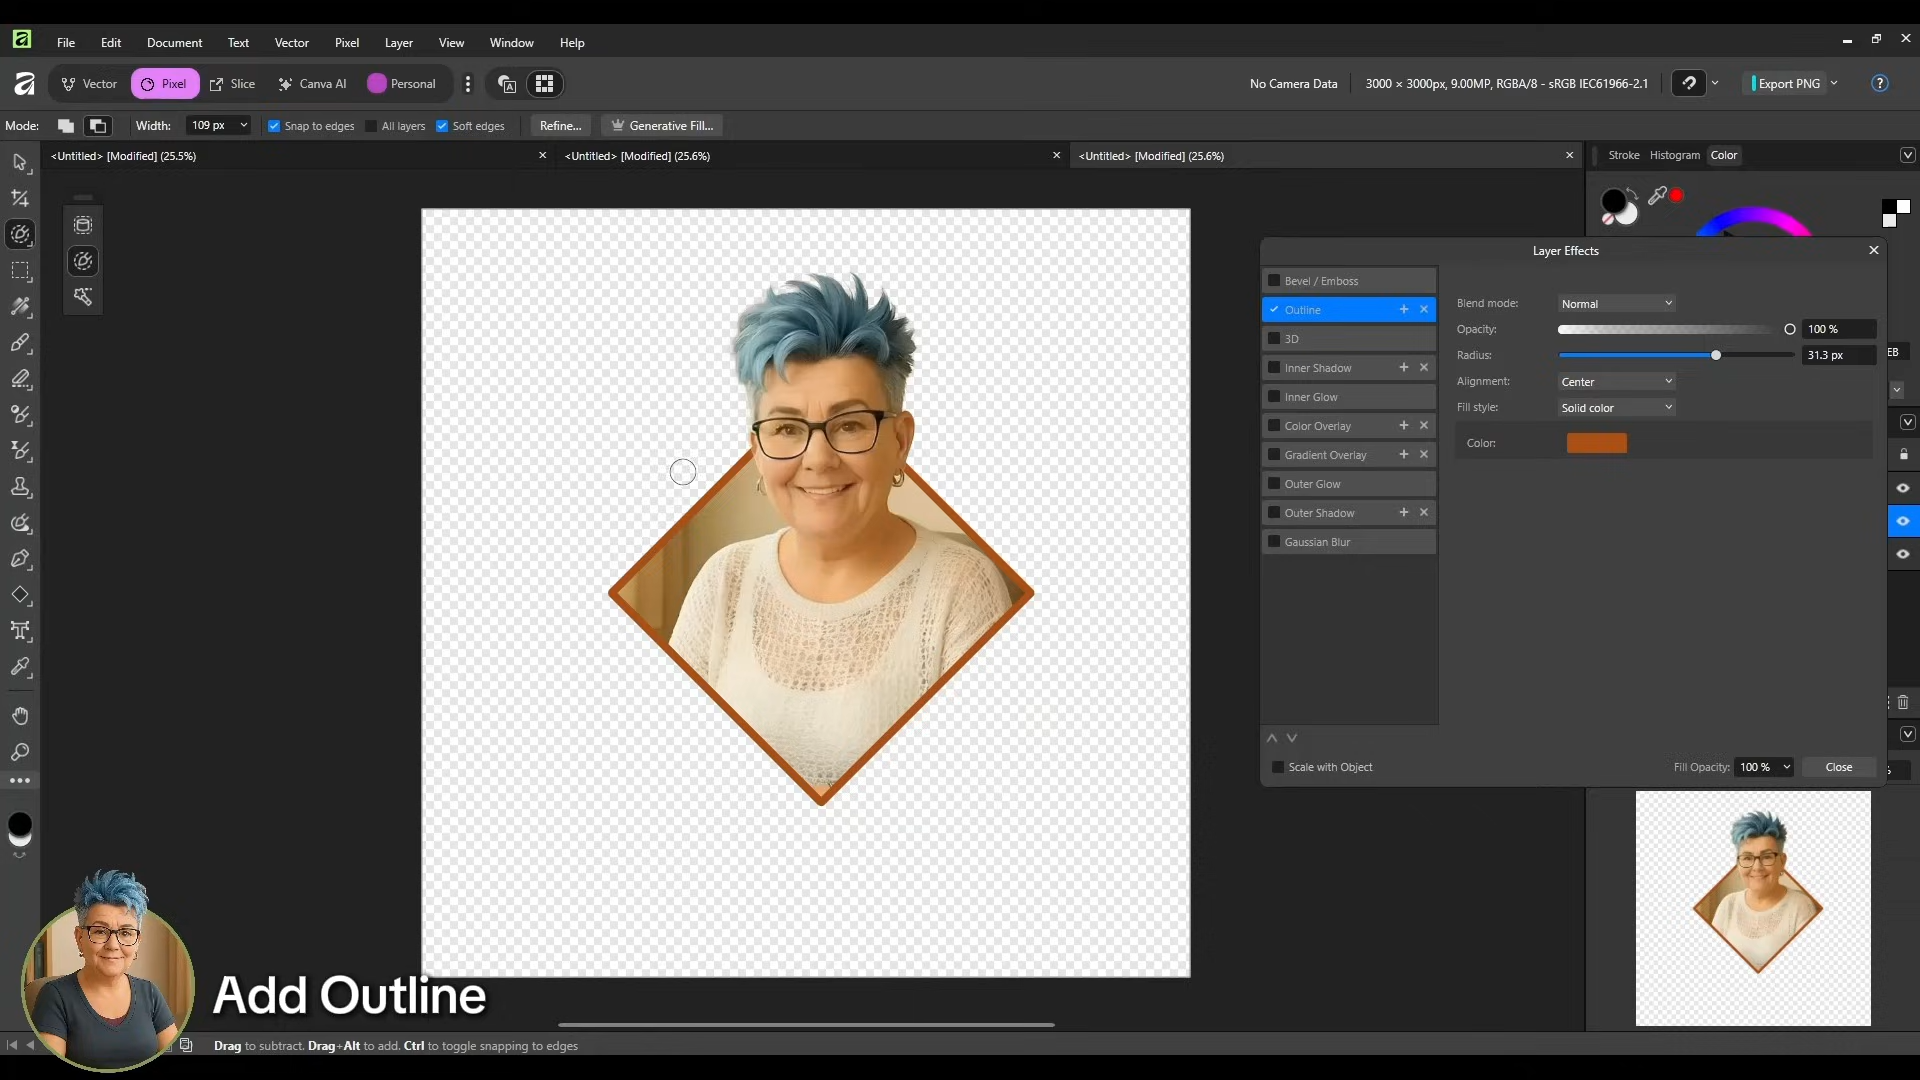 File Edit Document Text Vector Pixel Layer View Window Help
Vector Pixel Slice Canva AI Personal No Camera Data 3000 × 3000px, 9.00MP, RGBA/8 - sRGB IEC61966-2.1 Export PNG
Mode: Width: 109 px Snap to edges All layers Soft edges Refine... Generative Fill...
<Untitled> [Modified] (25.5%) <Untitled> [Modified] (25.6%) <Untitled> [Modified] (25.6%) Stroke Histogram Color
Layer Effects
Bevel / Emboss
Outline
3D
Inner Shadow
Inner Glow
Color Overlay
Gradient Overlay
Outer Glow
Outer Shadow
Gaussian Blur
Blend mode: Normal
Opacity: 100 %
Radius: 31.3 px
Alignment: Center
Fill style: Solid color
Color:
EB
Scale with Object Fill Opacity: 100 % Close
Add Outline
Drag to subtract. Drag+Alt to add. Ctrl to toggle snapping to edges